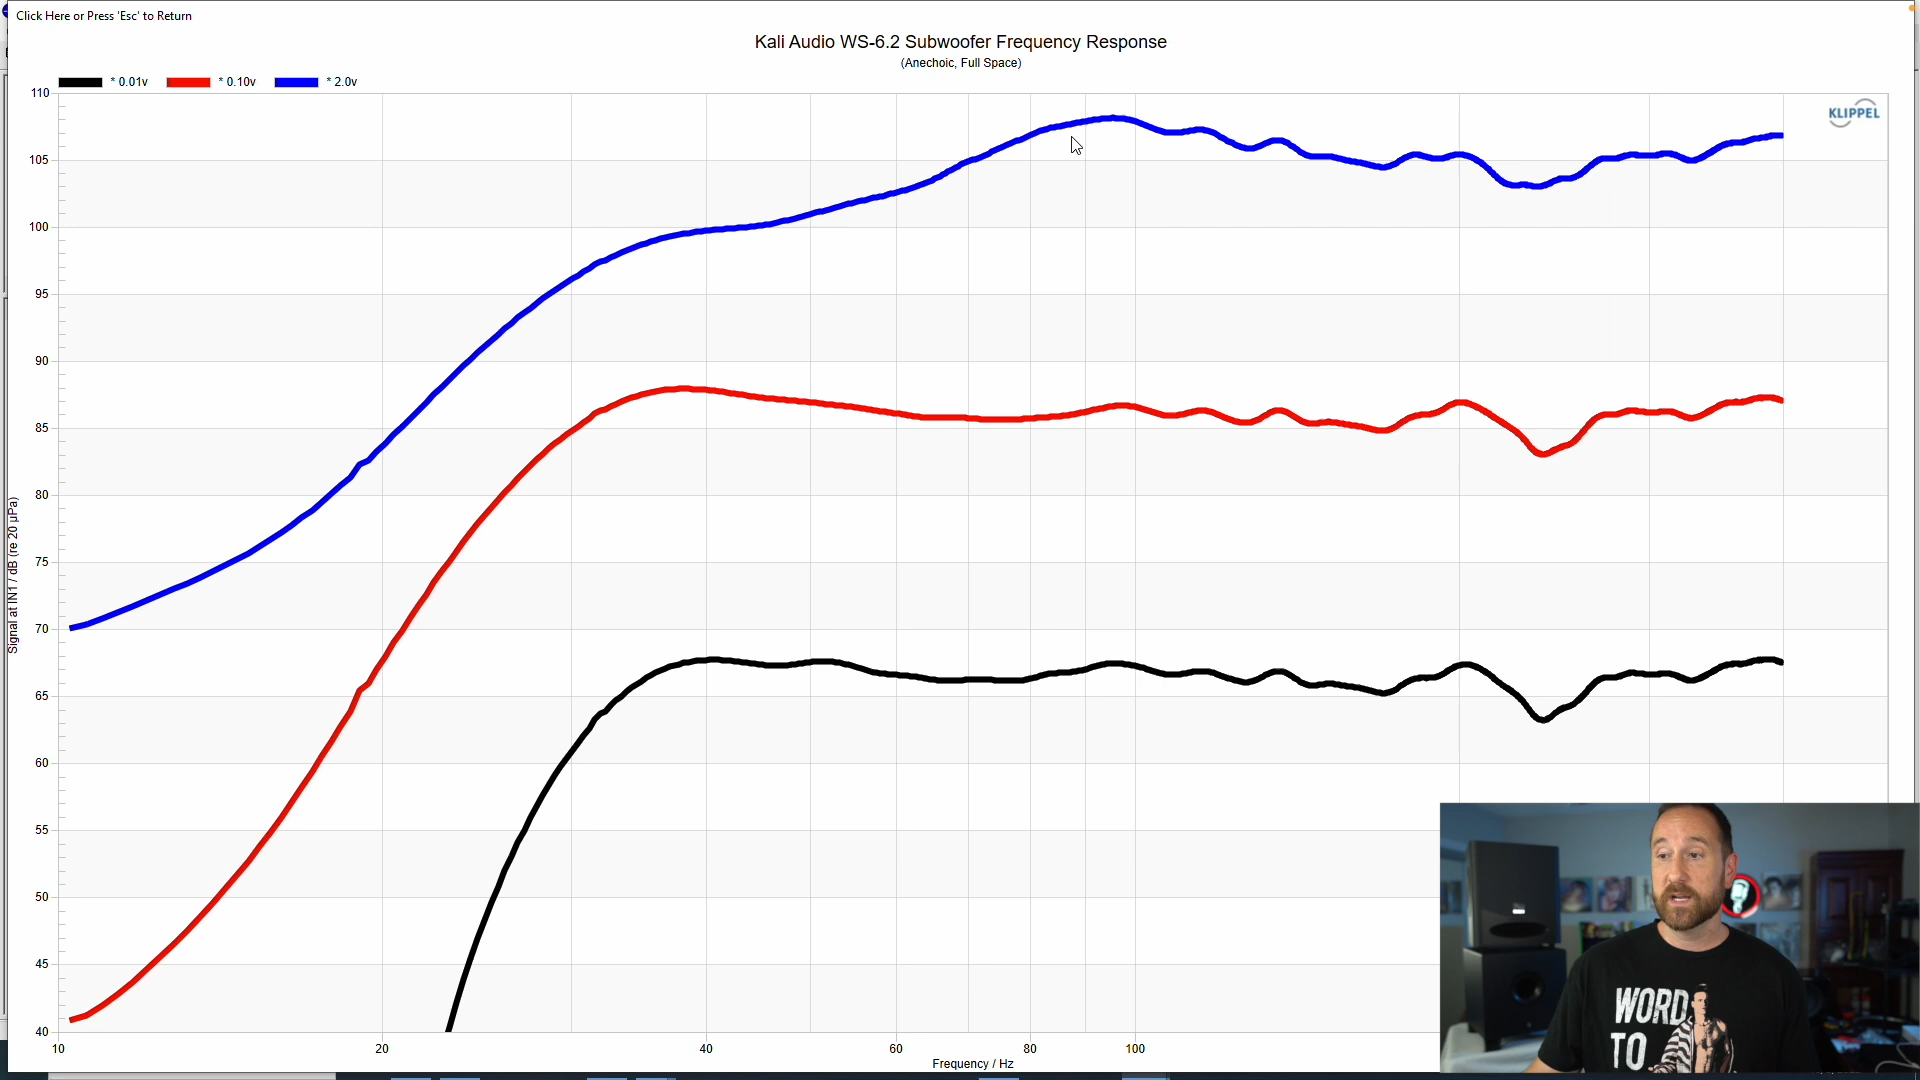 Click Here or Press 'Esc' to Return
Kali Audio WS-6.2 Subwoofer Frequency Response
(Anechoic, Full Space)
* 0.01v * 0.10v * 2.0v
KLIPPEL
110
105
100
95
90
85
80
75
70
65
60
55
50
45
40
Signal at IN1 / dB (re 20 µPa)
10 20 40 60 80 100
Frequency / Hz
WORD
TO